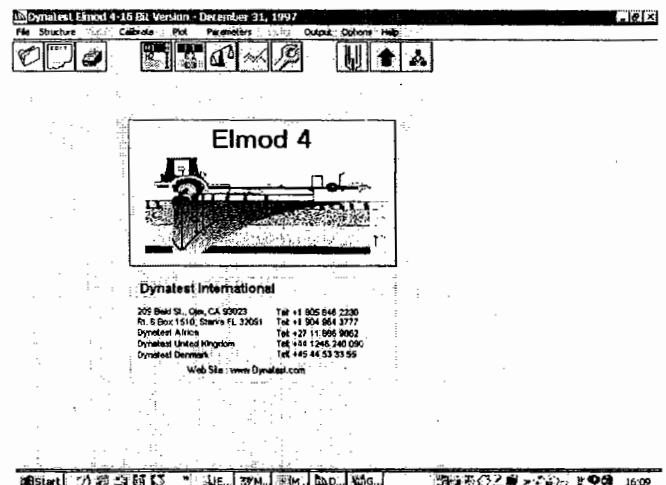 Dynatest Elmod 4-16 Bit Version - December 31, 1997
File Structure Calibrate Plot Parameters Output Options Help
EDIT
Elmod 4
Dynatest International
209 Bald St., Ojai, CA 93023 Tel: +1 805 646 2230
Rt. 6 Box 1510, Starke FL 32091 Tel: +1 904 964 3777
Dynatest Africa Tel: +27 11
Dynatest United Kingdom Tel: +44 1246 240 090
Dynatest Denmark Tel: +45 44 53 33 55
Web Site : www Dynatest.com
Start 16:09